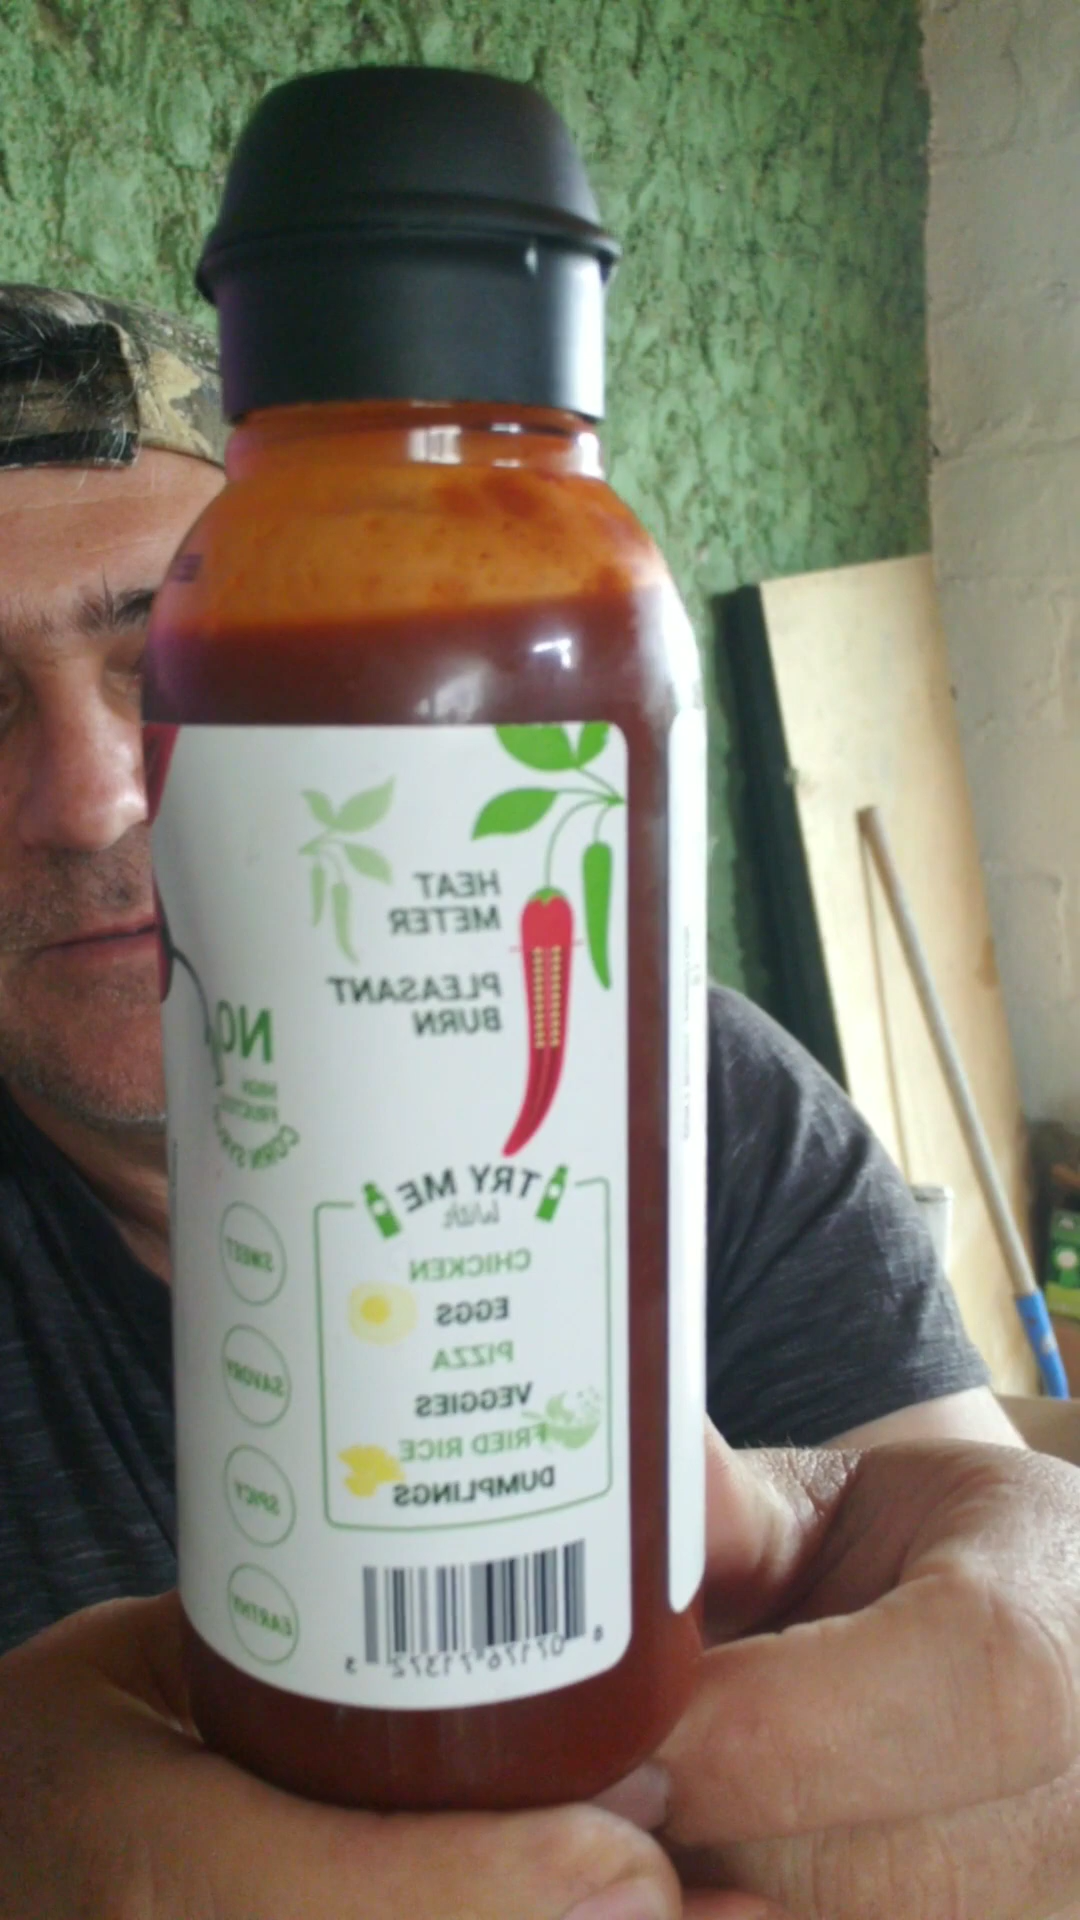 HEAT
METER
PLEASANT
BURN
NO
HIGH
FRUCTOSE
CORN SYRUP
TRY ME
With
CHICKEN
EGGS
PIZZA
VEGGIES
FRIED RICE
DUMPLINGS
SWEET
SAVORY
SPICY
EARTHY